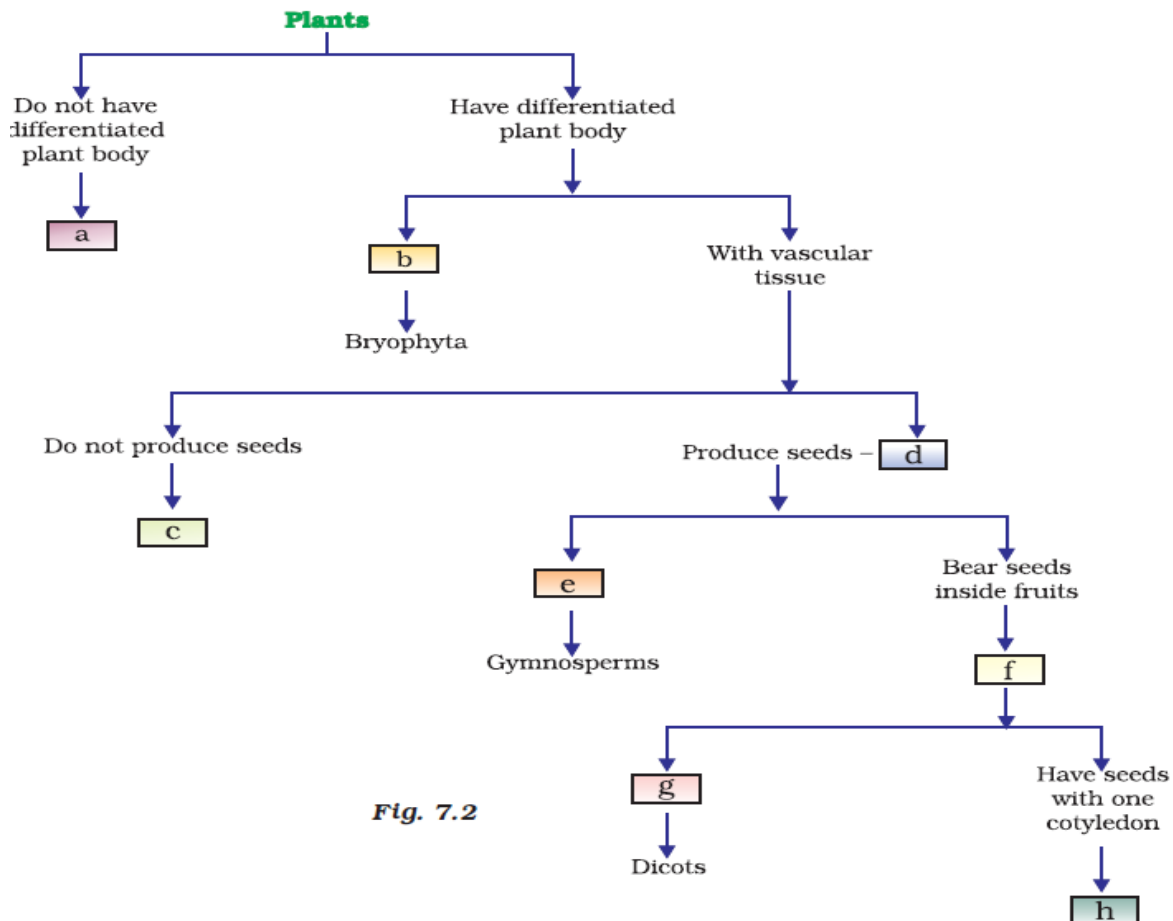 Plants
Do not have
differentiated
plant body
Have differentiated
plant body
a
b
With vascular
tissue
Bryophyta
Do not produce seeds
Produce seeds – d
c
e
Bear seeds
inside fruits
Gymnosperms
f
g
Have seeds
with one
cotyledon
Fig. 7.2
Dicots
h